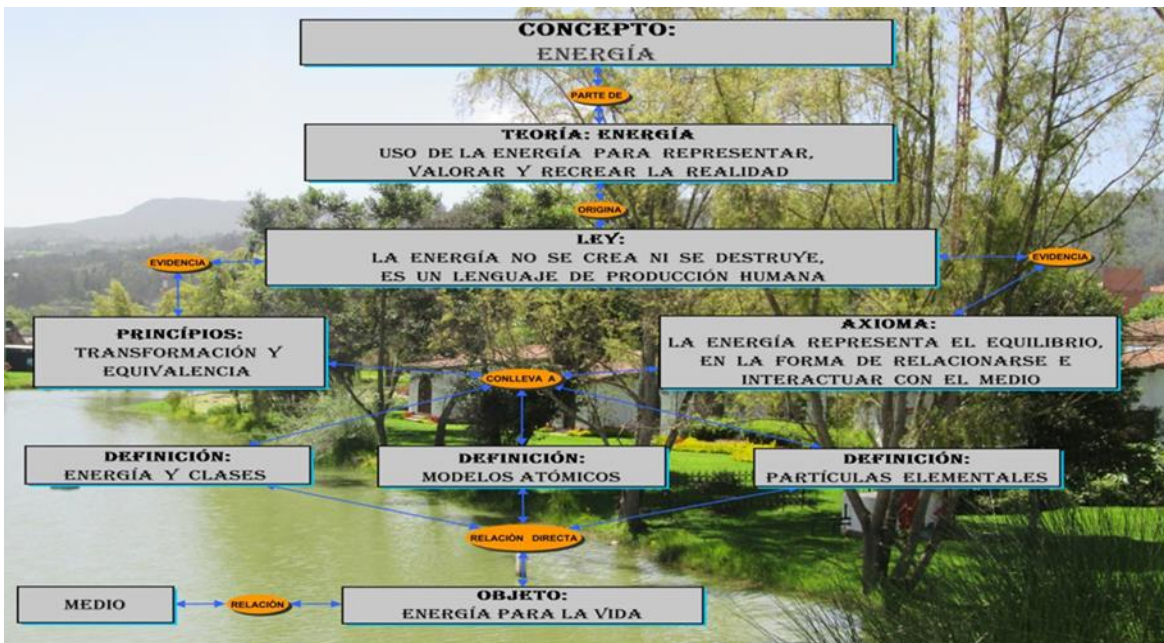 CONCEPTO:
ENERGÍA
PARTE DE
TEORÍA: ENERGÍA
USO DE LA ENERGÍA PARA REPRESENTAR,
VALORAR Y RECREAR LA REALIDAD
ORIGINA
LEY:
LA ENERGÍA NO SE CREA NI SE DESTRUYE,
ES UN LENGUAJE DE PRODUCCIÓN HUMANA
EVIDENCIA
EVIDENCIA
PRINCÍPIOS:
TRANSFORMACIÓN Y
EQUIVALENCIA
AXIOMA:
LA ENERGÍA REPRESENTA EL EQUILIBRIO,
EN LA FORMA DE RELACIONARSE E
INTERACTUAR CON EL MEDIO
CONLLEVA A
DEFINICIÓN:
ENERGÍA Y CLASES
DEFINICIÓN:
MODELOS ATÓMICOS
DEFINICIÓN:
PARTÍCULAS ELEMENTALES
RELACIÓN DIRECTA
MEDIO
RELACIÓN
OBJETO:
ENERGÍA PARA LA VIDA